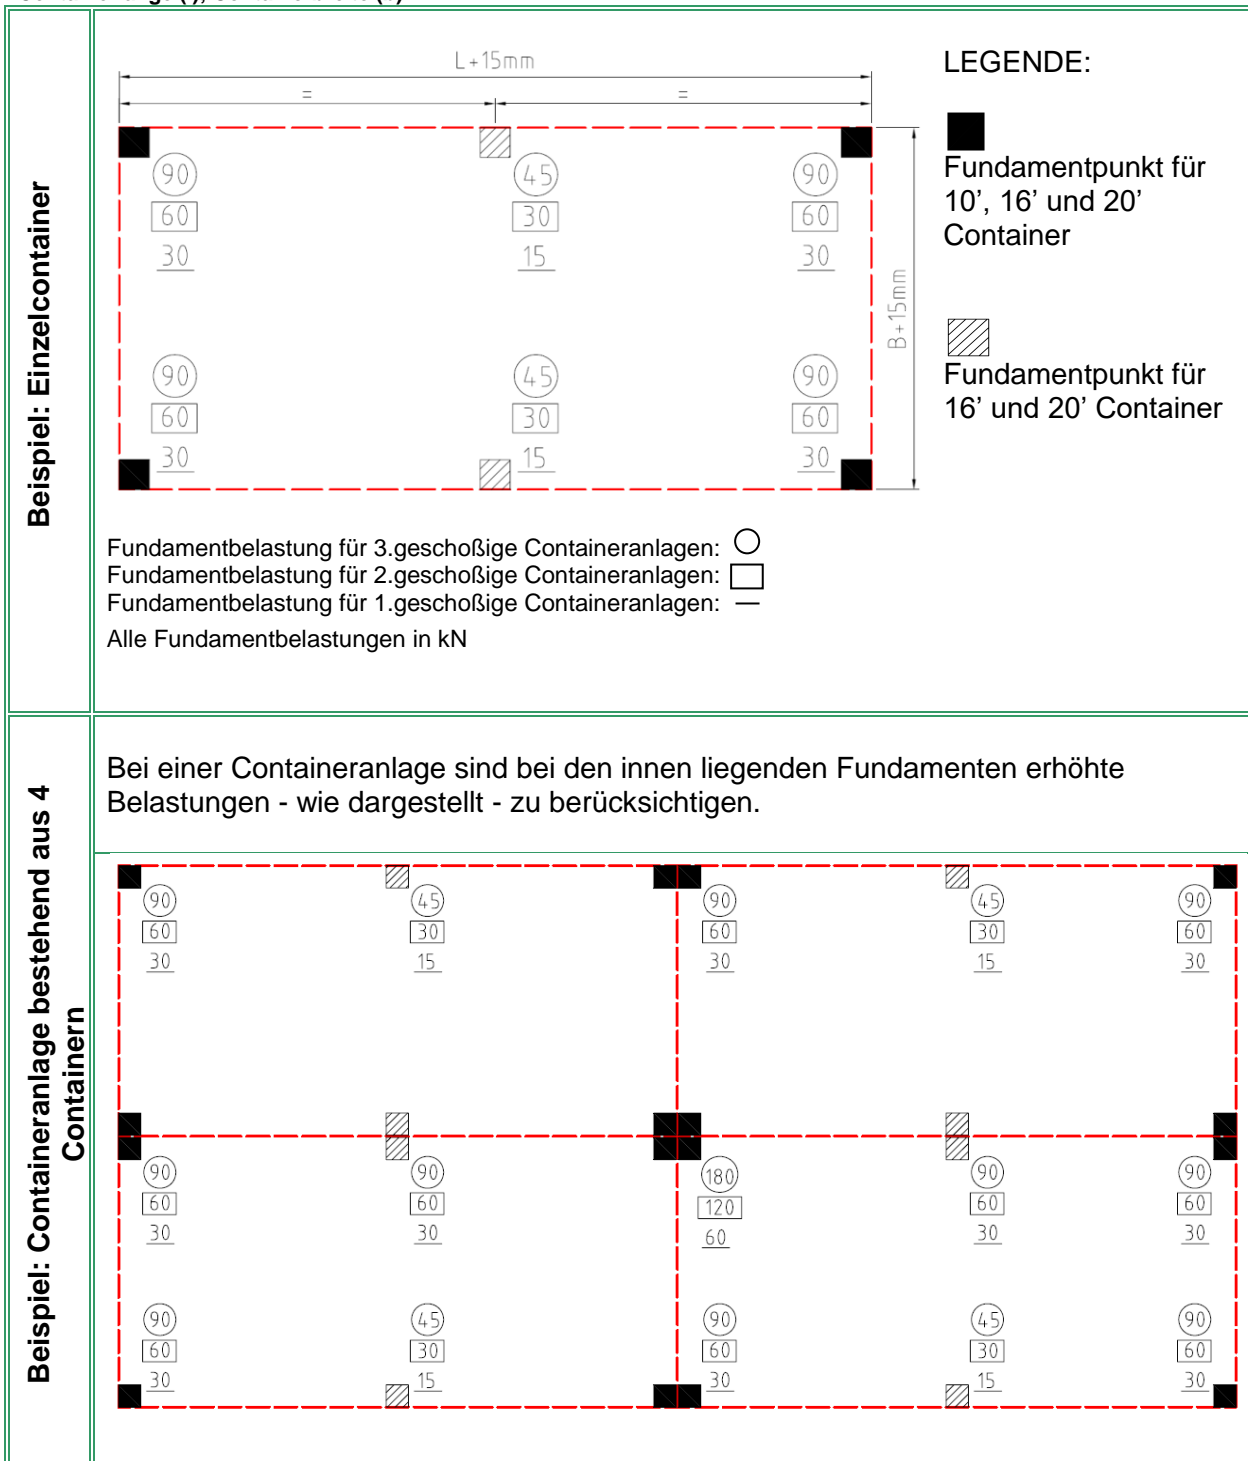 Beispiel: Einzelcontainer
L+15mm
= =
90 45 90
60 30 60
30 15 30
B+15mm
90 45 90
60 30 60
30 15 30
LEGENDE:
Fundamentpunkt für
10’, 16’ und 20’
Container
Fundamentpunkt für
16’ und 20’ Container
Fundamentbelastung für 3.geschoßige Containeranlagen:
Fundamentbelastung für 2.geschoßige Containeranlagen:
Fundamentbelastung für 1.geschoßige Containeranlagen:
Alle Fundamentbelastungen in kN
Beispiel: Containeranlage bestehend aus 4
Containern
Bei einer Containeranlage sind bei den innen liegenden Fundamenten erhöhte
Belastungen - wie dargestellt - zu berücksichtigen.
90 45 90 45 90
60 30 60 30 60
30 15 30 15 30
90 90 180 90 90
60 60 120 60 60
30 30 60 30 30
90 45 90 45 90
60 30 60 30 60
30 15 30 15 30